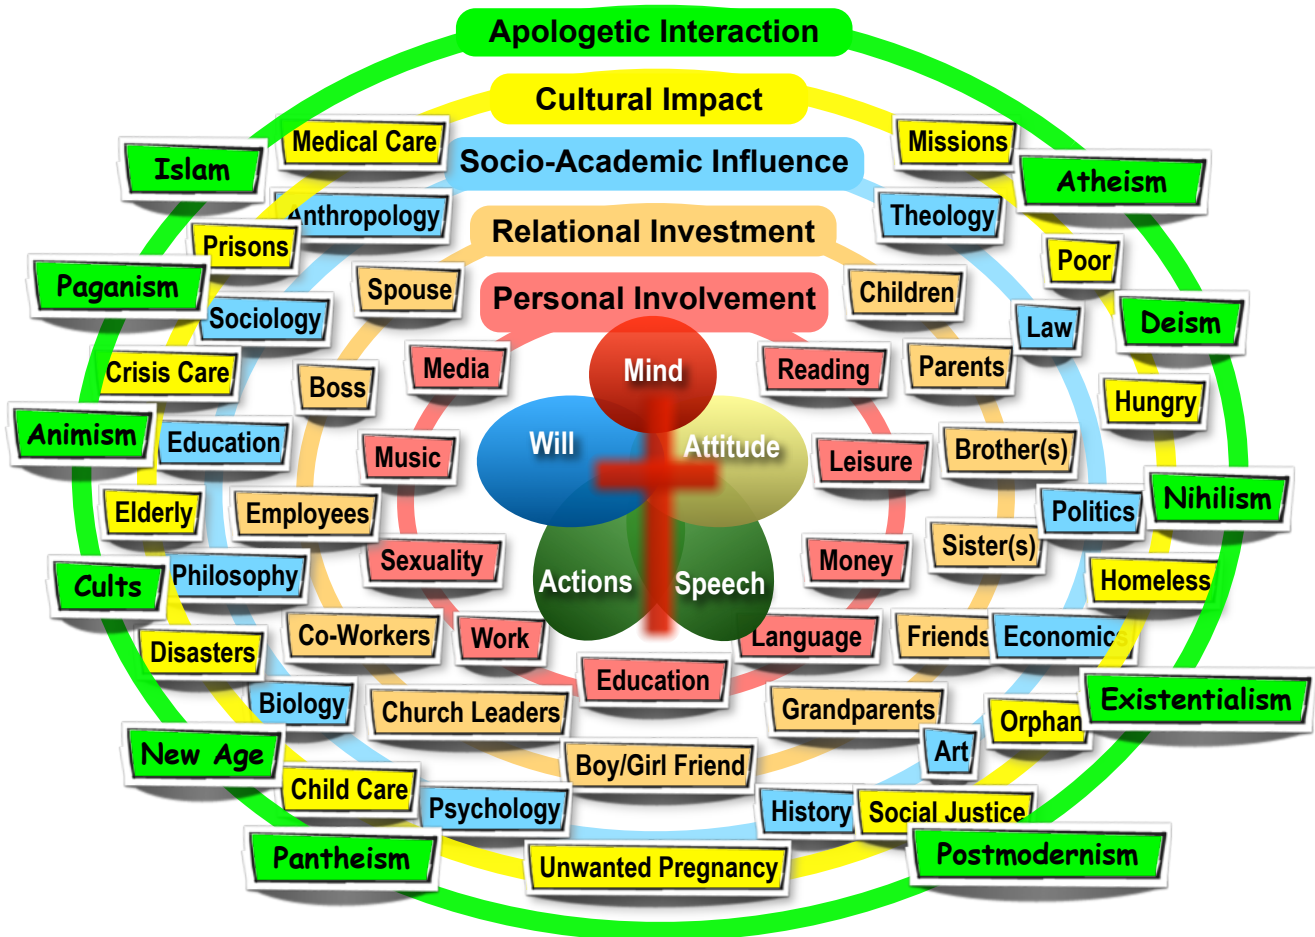 Apologetic Interaction
Cultural Impact
Medical Care
Missions
Socio-Academic Influence
Islam
Atheism
Anthropology
Theology
Relational Investment
Prisons
Poor
Paganism
Spouse
Personal Involvement
Children
Sociology
Law
Deism
Crisis Care
Boss
Media
Mind
Reading
Parents
Hungry
Animism
Education
Music
Will
Attitude
Leisure
Brother(s)
Nihilism
Elderly
Employees
Politics
Sister(s)
Cults
Philosophy
Sexuality
Actions
Speech
Money
Homeless
Disasters
Co-Workers
Work
Language
Friends
Economics
Education
Biology
Church Leaders
Grandparents
Orphan
Existentialism
New Age
Boy/Girl Friend
Art
Child Care
Psychology
History
Social Justice
Pantheism
Unwanted Pregnancy
Postmodernism